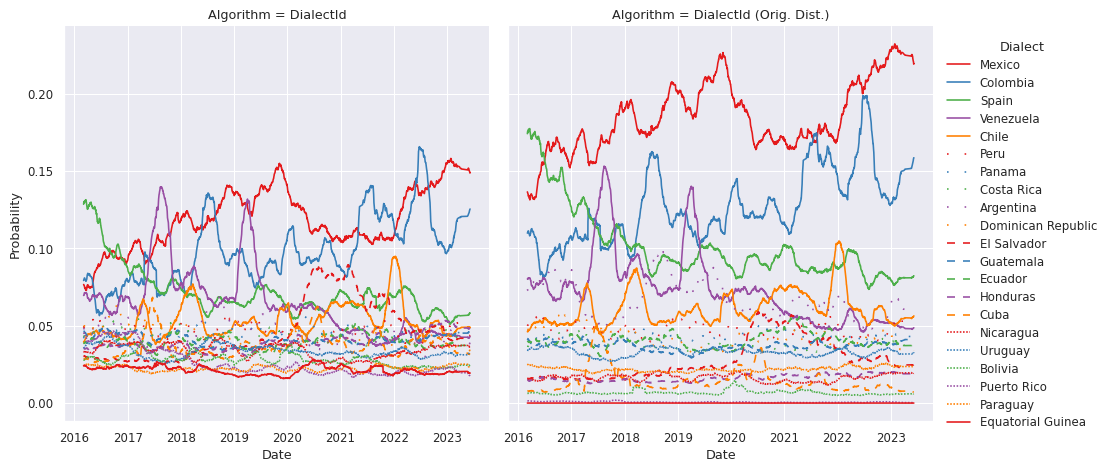 Algorithm = DialectId
Algorithm = DialectId (Orig. Dist.)
Probability
0.20
0.15
0.10
0.05
0.00
2016 2017 2018 2019 2020 2021 2022 2023
2016 2017 2018 2019 2020 2021 2022 2023
Date
Date
Dialect
Mexico
Colombia
Spain
Venezuela
Chile
Peru
Panama
Costa Rica
Argentina
Dominican Republic
El Salvador
Guatemala
Ecuador
Honduras
Cuba
Nicaragua
Uruguay
Bolivia
Puerto Rico
Paraguay
Equatorial Guinea